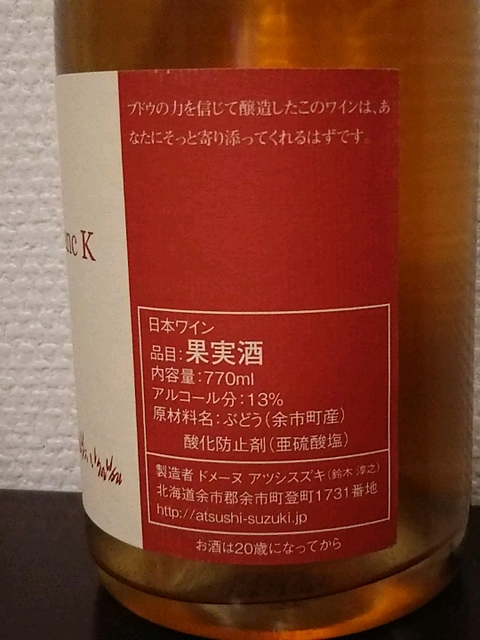 ブドウの力を信じて醸造したこのワインは、あ
なたにそっと寄り添ってくれるはずです。
nc K
日本ワイン
品目:果実酒
内容量:770ml
アルコール分:13%
原材料名:ぶどう(余市町産)
酸化防止剤(亜硫酸塩)
製造者 ドメーヌ アツシスズキ(鈴木 淳之)
北海道余市郡余市町登町1731番地
http://atsushi-suzuki.jp
お酒は20歳になってから